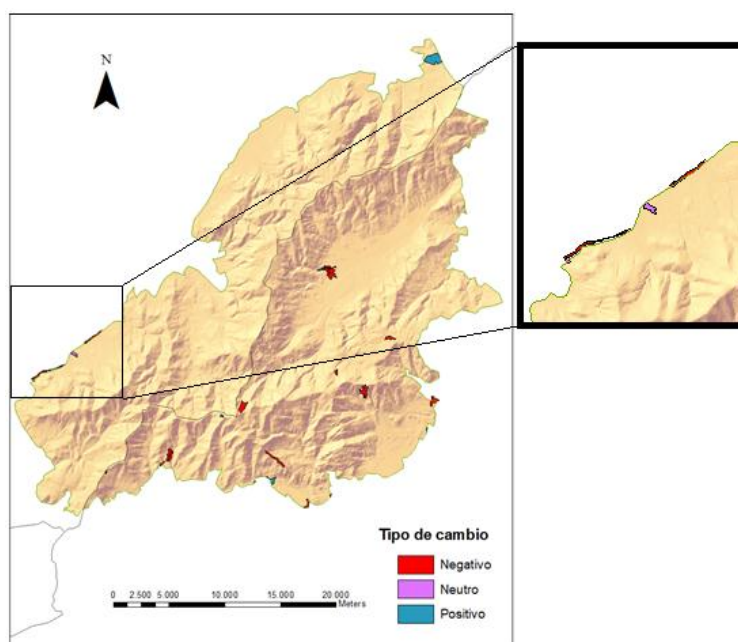 N
Tipo de cambio
Negativo
Neutro
Positivo
0 2.500 5.000 10.000 15.000 20.000
Meters